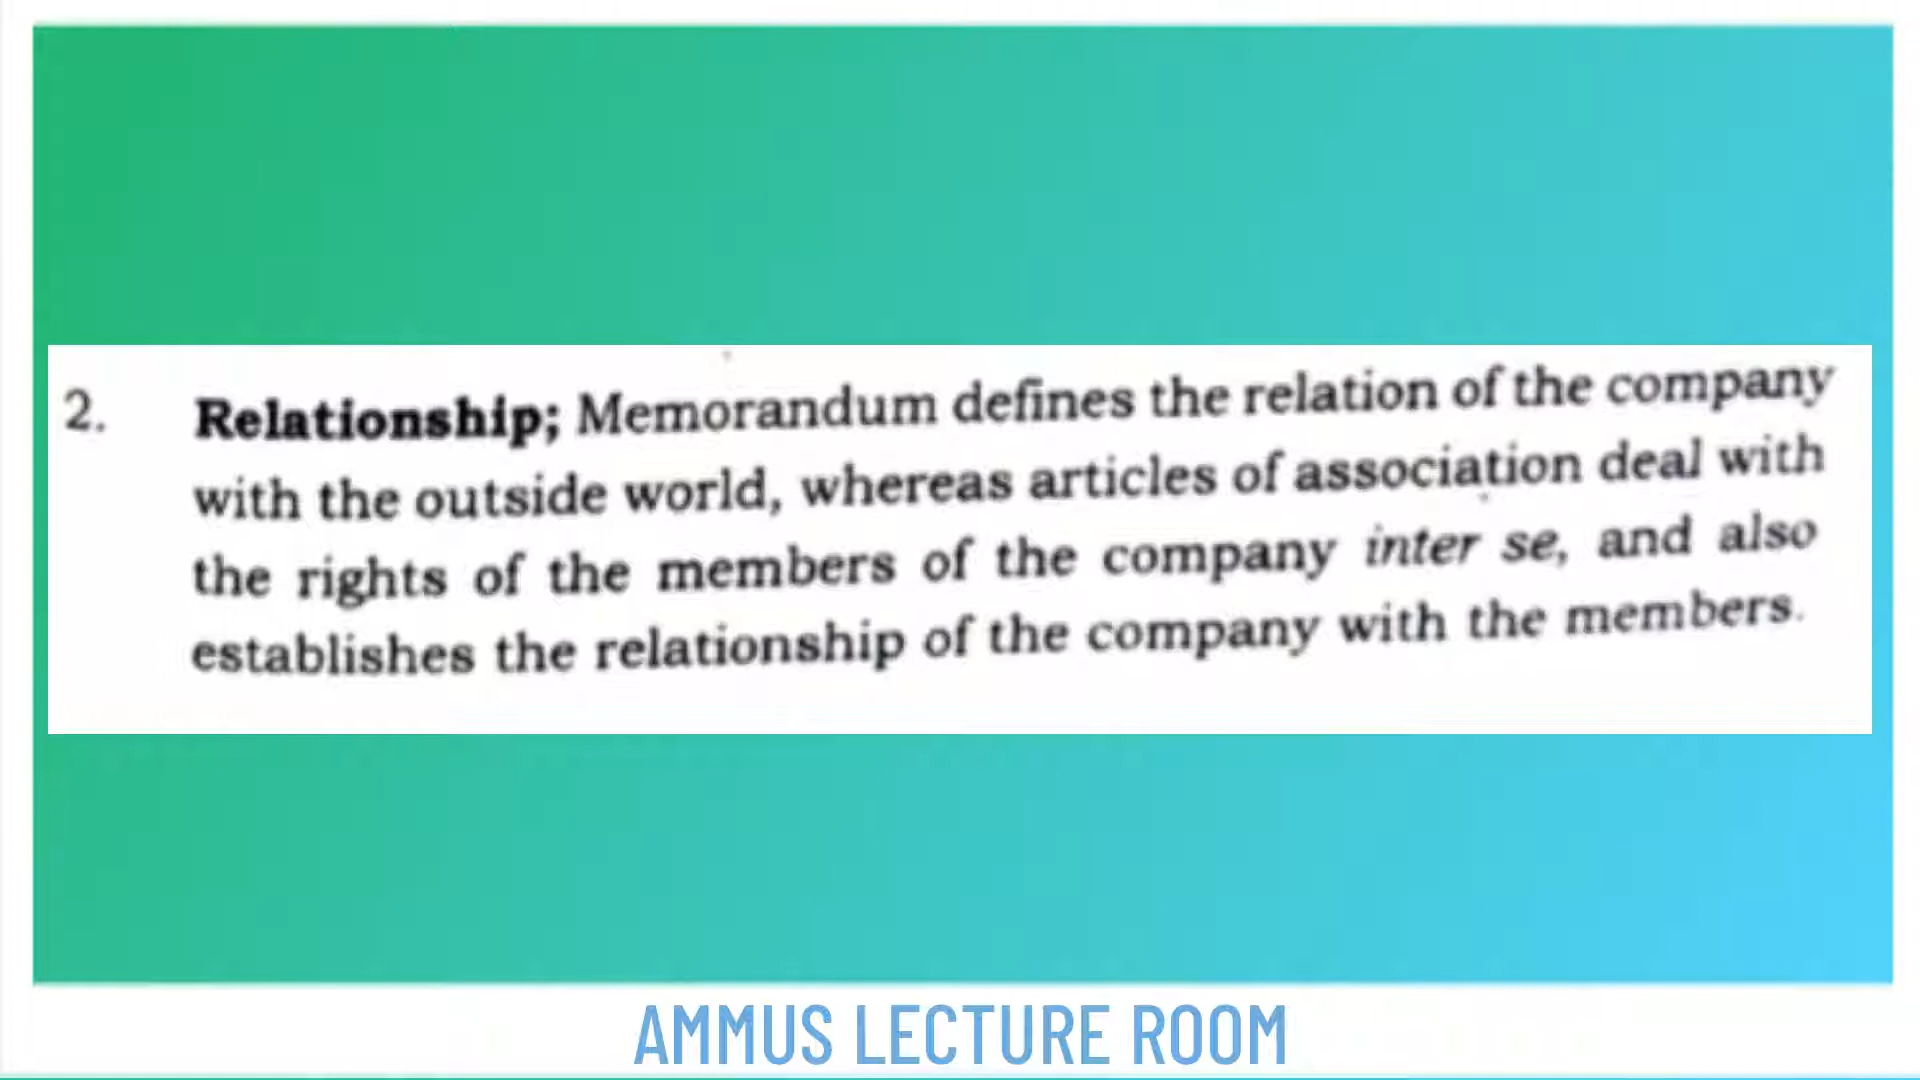 2. Relationship; Memorandum defines the relation of the company
with the outside world, whereas articles of association deal with
the rights of the members of the company inter se, and also
establishes the relationship of the company with the members.
AMMUS LECTURE ROOM